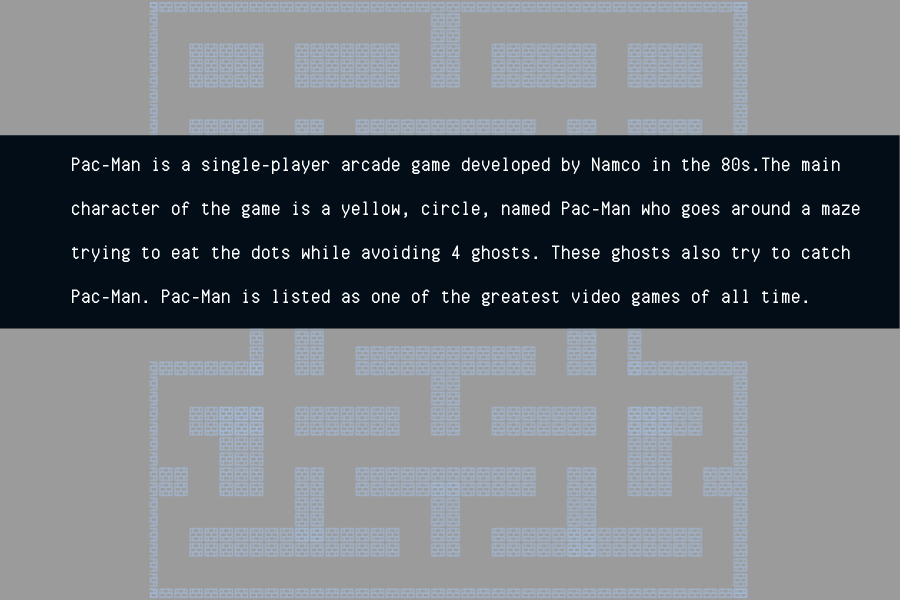 Pac-Man is a single-player arcade game developed by Namco in the 80s.The main
character of the game is a yellow, circle, named Pac-Man who goes around a maze
trying to eat the dots while avoiding 4 ghosts. These ghosts also try to catch
Pac-Man. Pac-Man is listed as one of the greatest video games of all time.